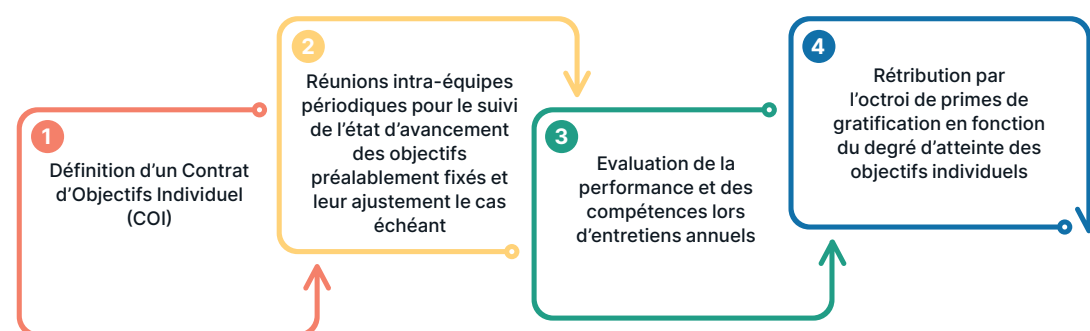 1
Définition d’un Contrat
d’Objectifs Individuel
(COI)
2
Réunions intra-équipes
périodiques pour le suivi
de l’état d’avancement
des objectifs
préalablement fixés et
leur ajustement le cas
échéant
3
Evaluation de la
performance et des
compétences lors
d’entretiens annuels
4
Rétribution par
l’octroi de primes de
gratification en fonction
du degré d’atteinte des
objectifs individuels